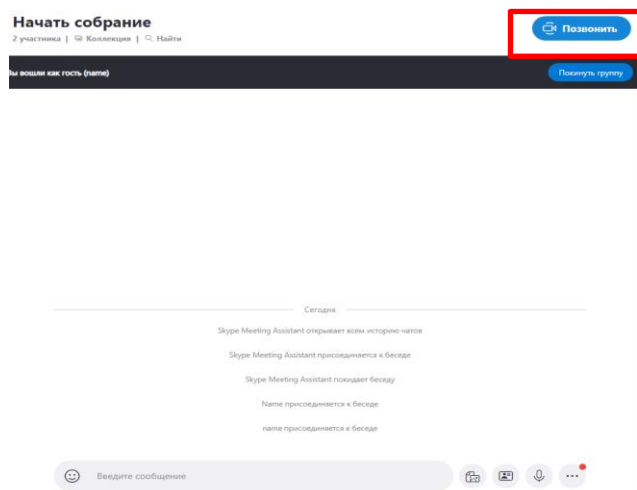 Начать собрание
Позвонить
2 участника | Коллекция | Найти
Вы вошли как гость (name)
Покинуть группу
Сегодня
Skype Meeting Assistant открывает всем историю чатов
Skype Meeting Assistant присоединяется к беседе
Skype Meeting Assistant покидает беседу
Name присоединяется к беседе
name присоединяется к беседе
Введите сообщение